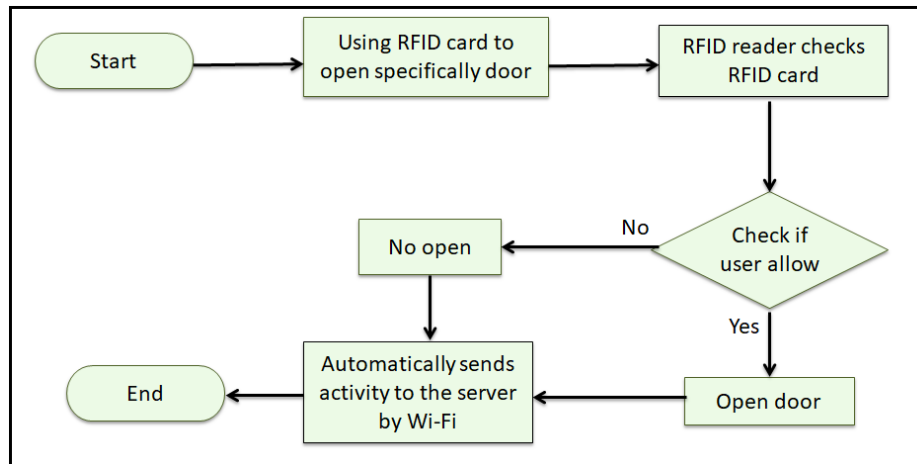 Start
Using RFID card to
open specifically door
RFID reader checks
RFID card
Check if
user allow
No
No open
Yes
Open door
Automatically sends
activity to the server
by Wi-Fi
End